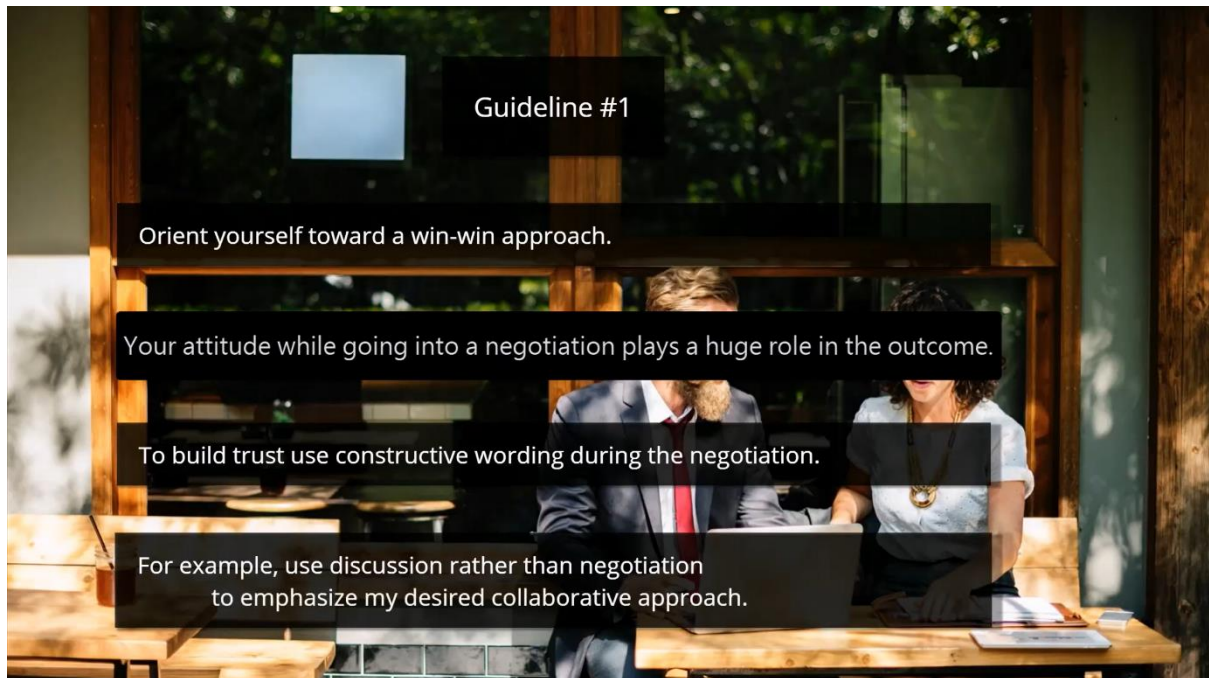 Guideline #1
Orient yourself toward a win-win approach.
Your attitude while going into a negotiation plays a huge role in the outcome.
To build trust use constructive wording during the negotiation.
For example, use discussion rather than negotiation
to emphasize my desired collaborative approach.